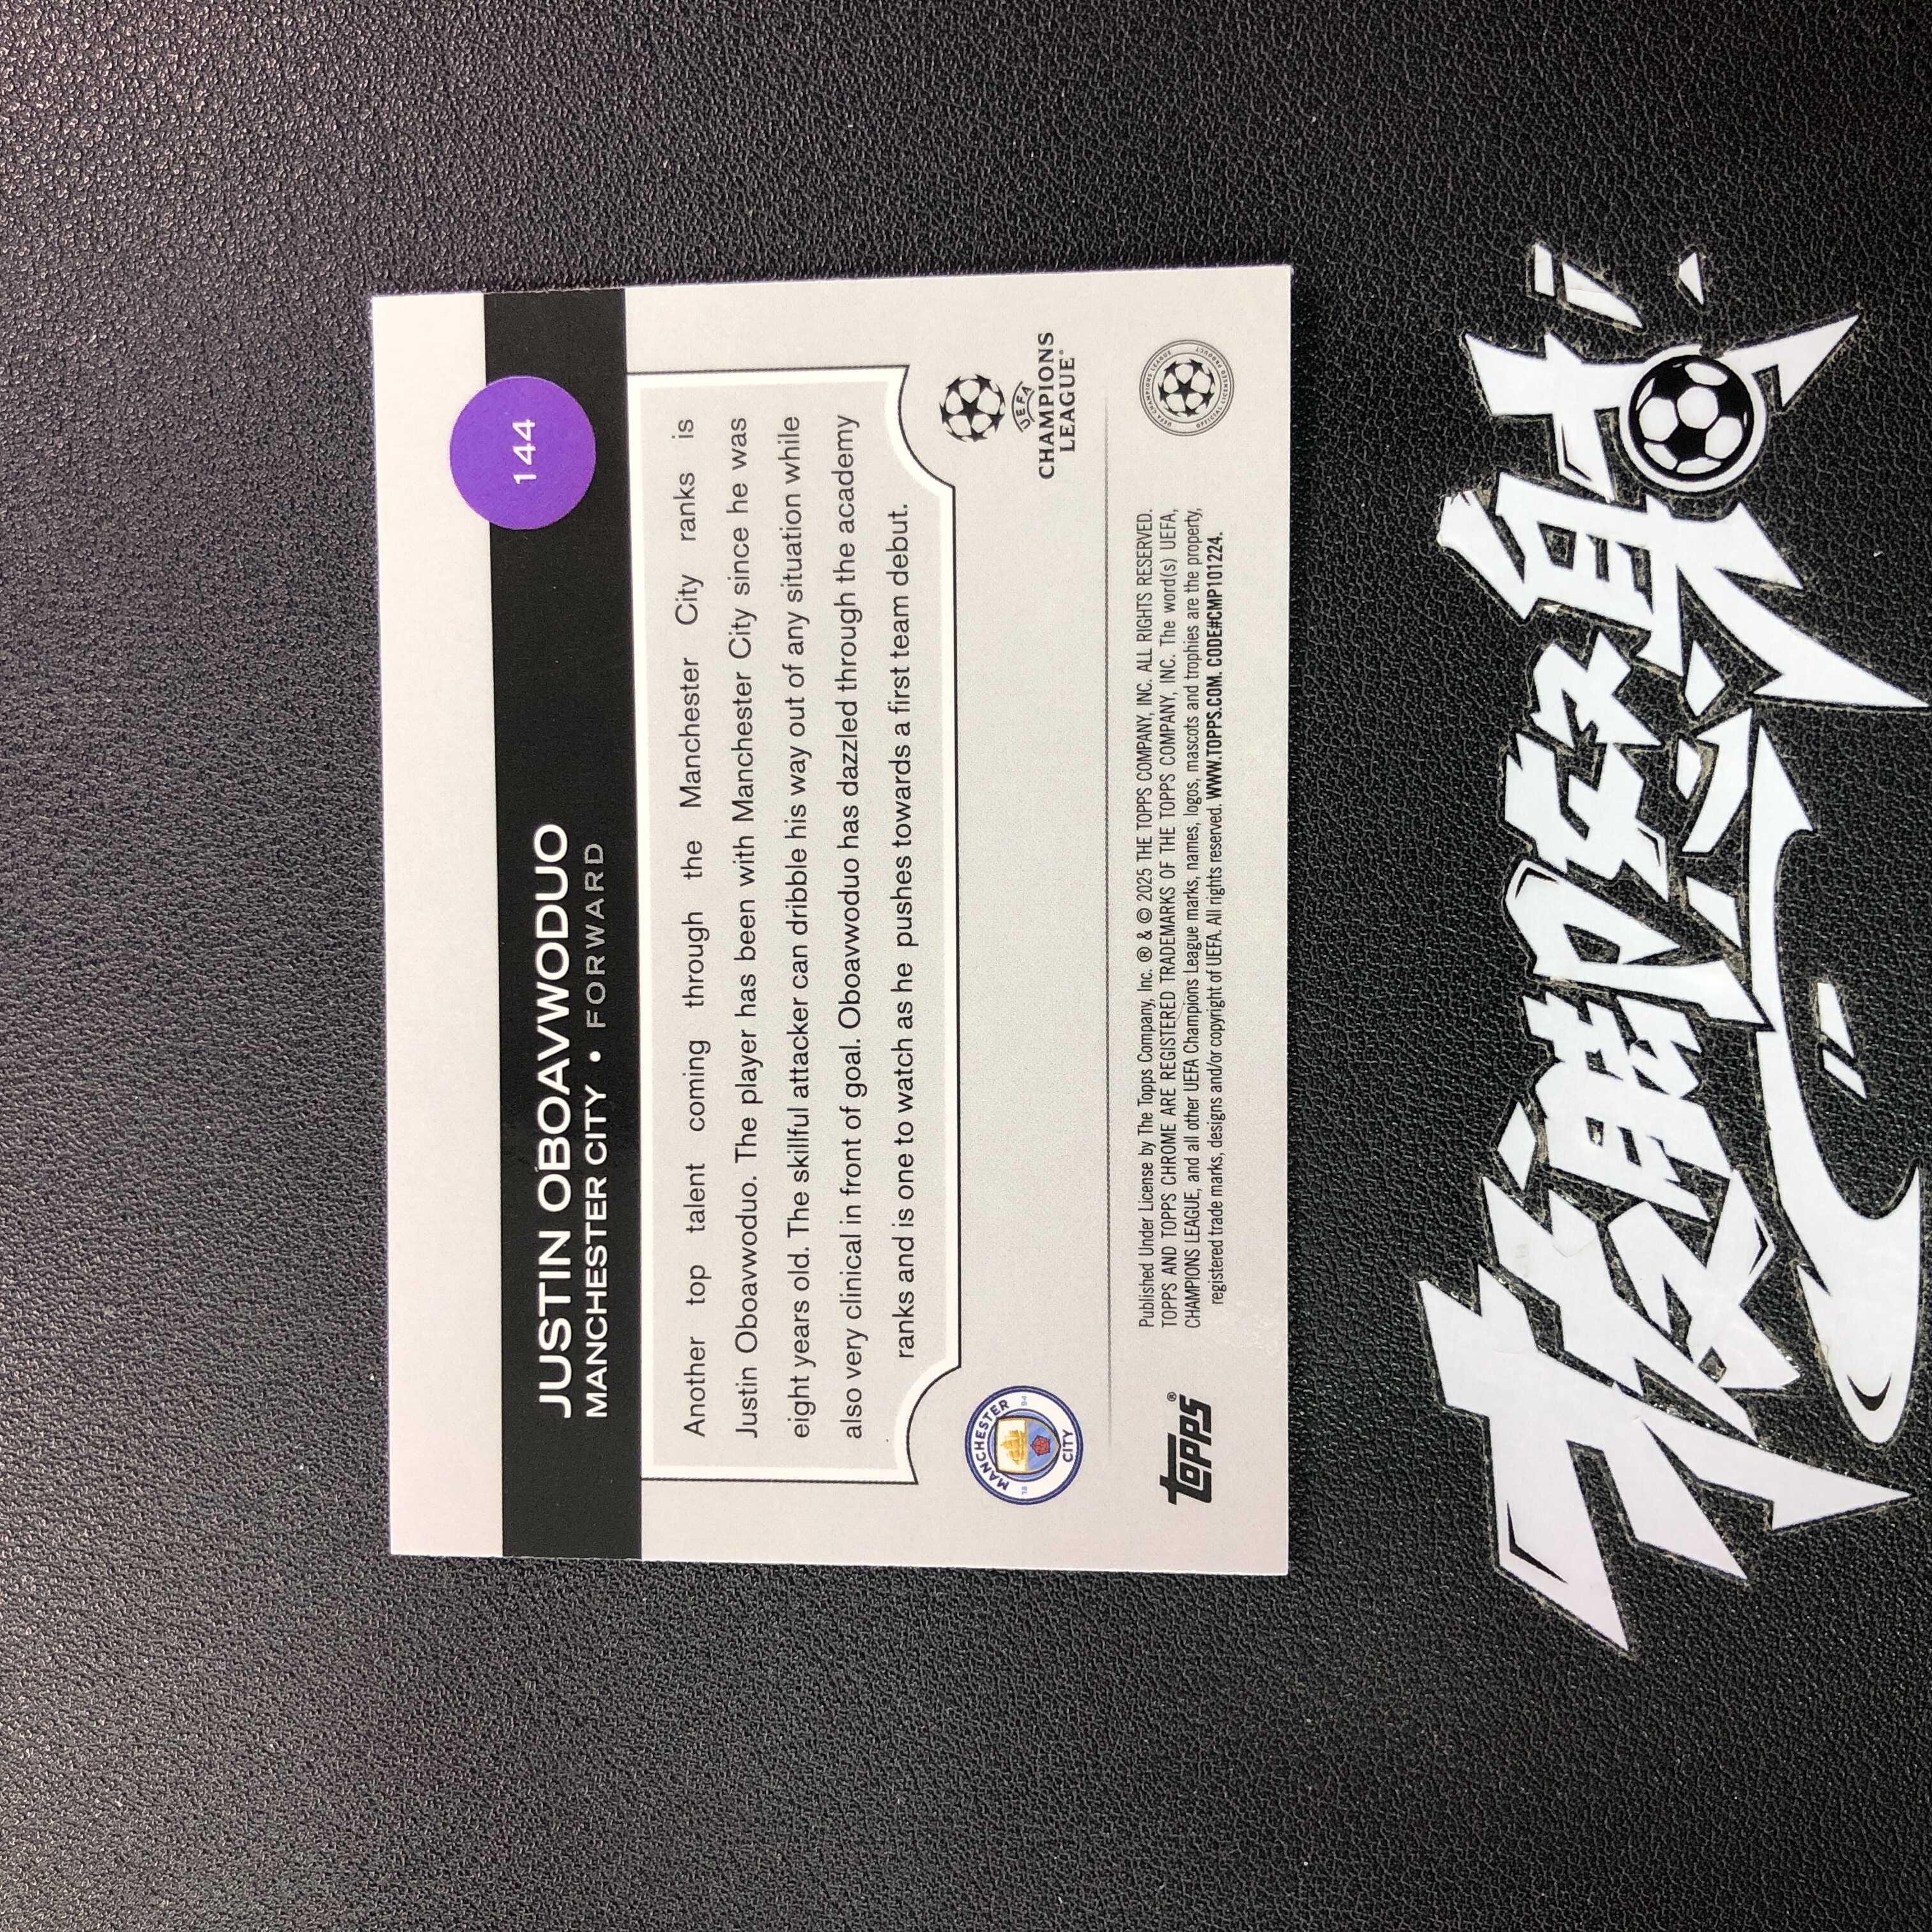 144
JUSTIN OBOAVWODUO
MANCHESTER CITY • FORWARD
Another top talent coming through the Manchester City ranks is
Justin Oboavwoduo. The player has been with Manchester City since he was
eight years old. The skillful attacker can dribble his way out of any situation while
also very clinical in front of goal. Oboavwoduo has dazzled through the academy
ranks and is one to watch as he pushes towards a first team debut.
MANCHESTER
18 94
CITY
UEFA
CHAMPIONS
LEAGUE®
topps®
Published Under License by The Topps Company, Inc. ® & © 2025 THE TOPPS COMPANY, INC. ALL RIGHTS RESERVED.
TOPPS AND TOPPS CHROME ARE REGISTERED TRADEMARKS OF THE TOPPS COMPANY, INC. The word(s) UEFA,
CHAMPIONS LEAGUE, and all other UEFA Champions League marks, names, logos, mascots and trophies are the property,
registered trade marks, designs and/or copyright of UEFA. All rights reserved. WWW.TOPPS.COM. CODE#CMP101224.